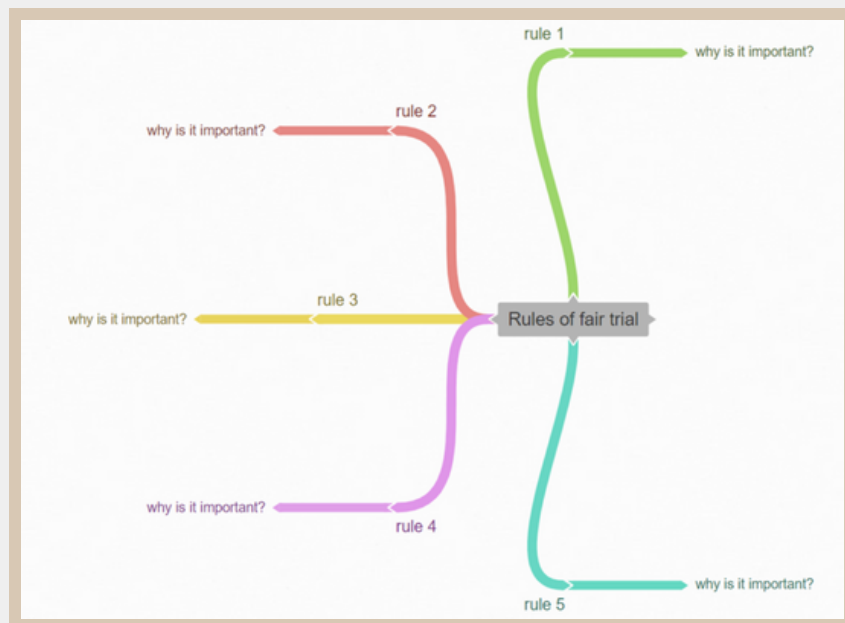 rule 1
why is it important?
rule 2
why is it important?
rule 3
why is it important?
Rules of fair trial
why is it important?
rule 4
why is it important?
rule 5